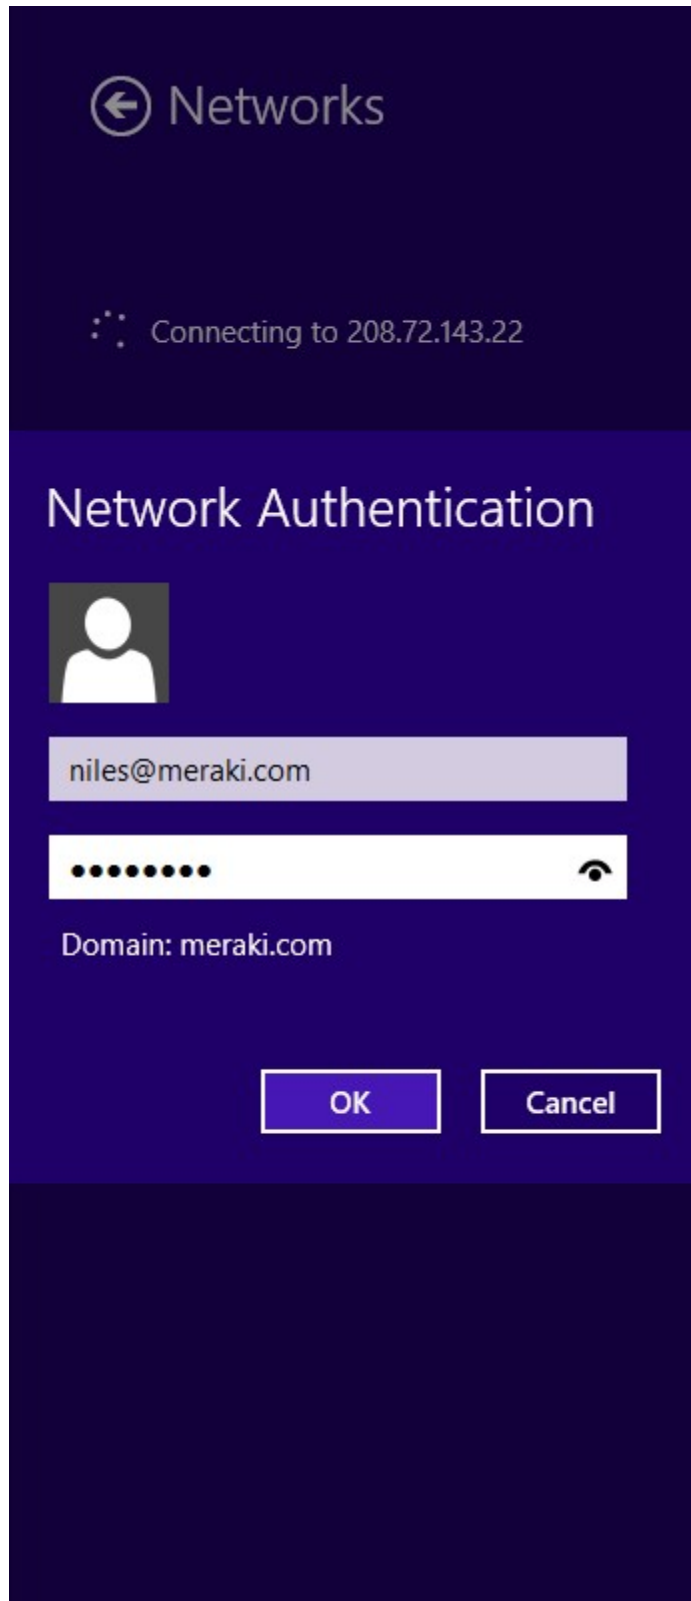 Networks
Connecting to 208.72.143.22
Network Authentication
niles@meraki.com
••••••••
Domain: meraki.com
OK
Cancel